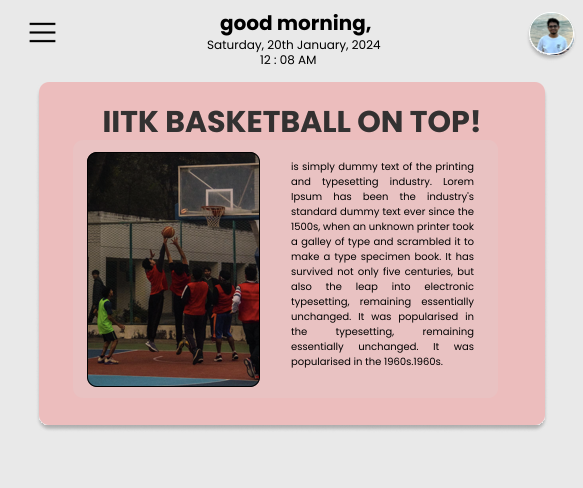 good morning,
Saturday, 20th January, 2024
12 : 08 AM
IITK BASKETBALL ON TOP!
is simply dummy text of the printing
and typesetting industry. Lorem
Ipsum has been the industry's
standard dummy text ever since the
1500s, when an unknown printer took
a galley of type and scrambled it to
make a type specimen book. It has
survived not only five centuries, but
also the leap into electronic
typesetting, remaining essentially
unchanged. It was popularised in
the typesetting, remaining
essentially unchanged. It was
popularised in the 1960s.1960s.